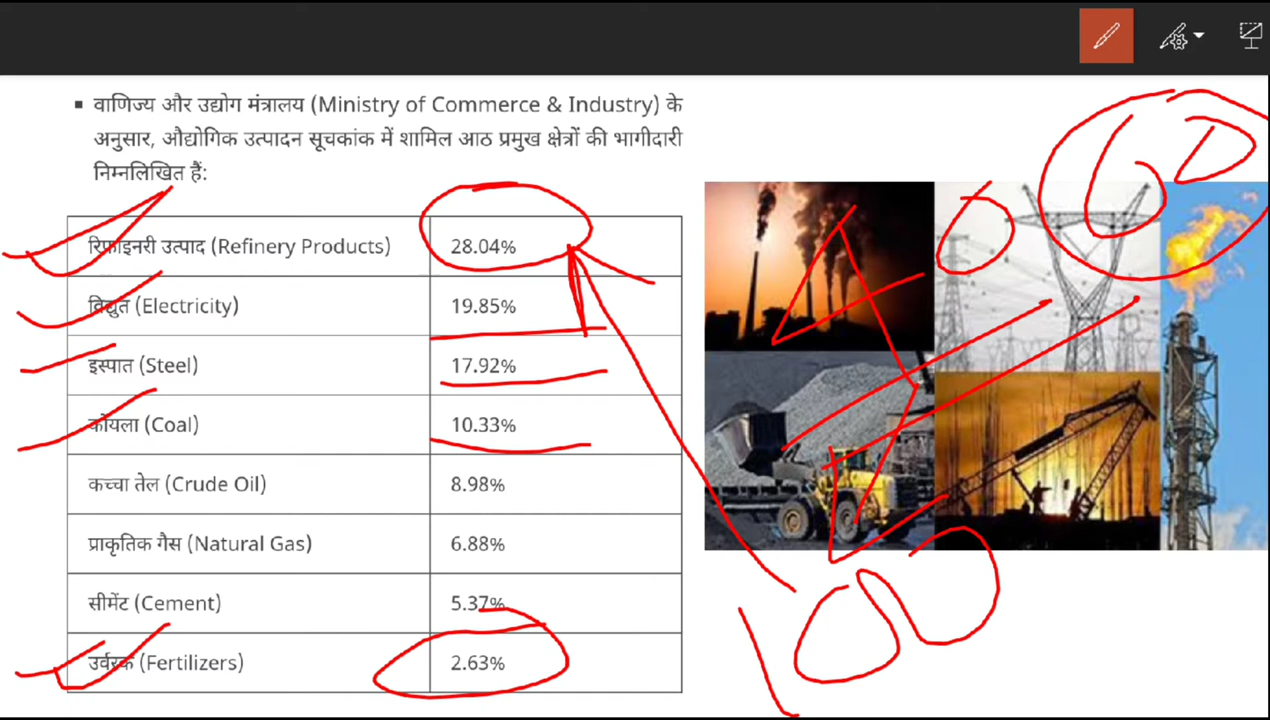 ▪ वाणिज्य और उद्योग मंत्रालय (Ministry of Commerce & Industry) के
अनुसार, औद्योगिक उत्पादन सूचकांक में शामिल आठ प्रमुख क्षेत्रों की भागीदारी
निम्नलिखित हैं:
रिफाइनरी उत्पाद (Refinery Products) 28.04%
विद्युत (Electricity) 19.85%
इस्पात (Steel) 17.92%
कोयला (Coal) 10.33%
कच्चा तेल (Crude Oil) 8.98%
प्राकृतिक गैस (Natural Gas) 6.88%
सीमेंट (Cement) 5.37%
उर्वरक (Fertilizers) 2.63%
100